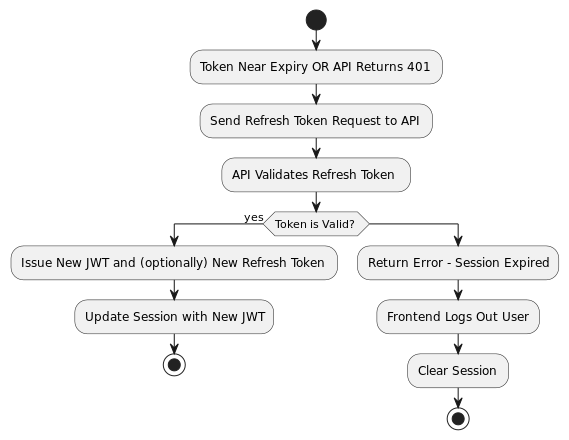 Token Near Expiry OR API Returns 401
Send Refresh Token Request to API
API Validates Refresh Token
Token is Valid?
yes
Issue New JWT and (optionally) New Refresh Token
Update Session with New JWT
Return Error - Session Expired
Frontend Logs Out User
Clear Session